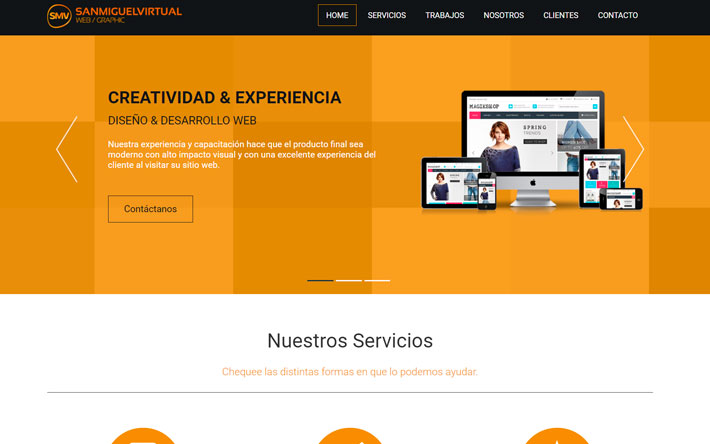 SMV
SANMIGUELVIRTUAL
WEB / GRAPHIC
HOME SERVICIOS TRABAJOS NOSOTROS CLIENTES CONTACTO
CREATIVIDAD & EXPERIENCIA
DISEÑO & DESARROLLO WEB
Nuestra experiencia y capacitación hace que el producto final sea
moderno con alto impacto visual y con una excelente experiencia del
cliente al visitar su sitio web.
Contáctanos
MAGIKSHOP
SPRING
TRENDS
Nuestros Servicios
Chequee las distintas formas en que lo podemos ayudar.